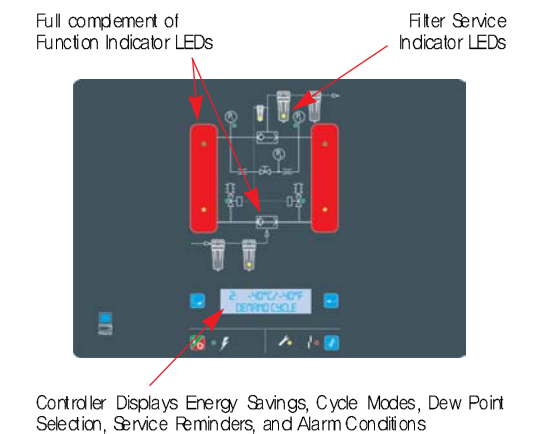 Full complement of
Function Indicator LEDs
Filter Service
Indicator LEDs
2. -40°C/-40°F
DEMAND CYCLE
Controller Displays Energy Savings, Cycle Modes, Dew Point
Selection, Service Reminders, and Alarm Conditions